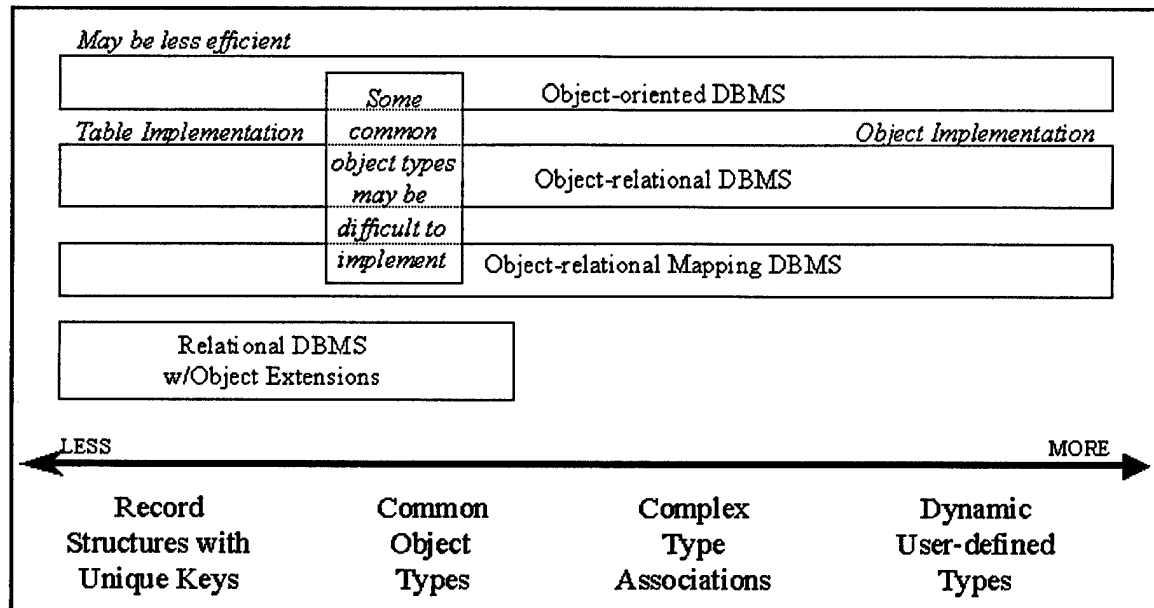 May be less efficient
Object-oriented DBMS
Some
common
object types
may be
difficult to
implement
Table Implementation
Object Implementation
Object-relational DBMS
Object-relational Mapping DBMS
Relational DBMS
w/Object Extensions
LESS
MORE
Record
Structures with
Unique Keys
Common
Object
Types
Complex
Type
Associations
Dynamic
User-defined
Types